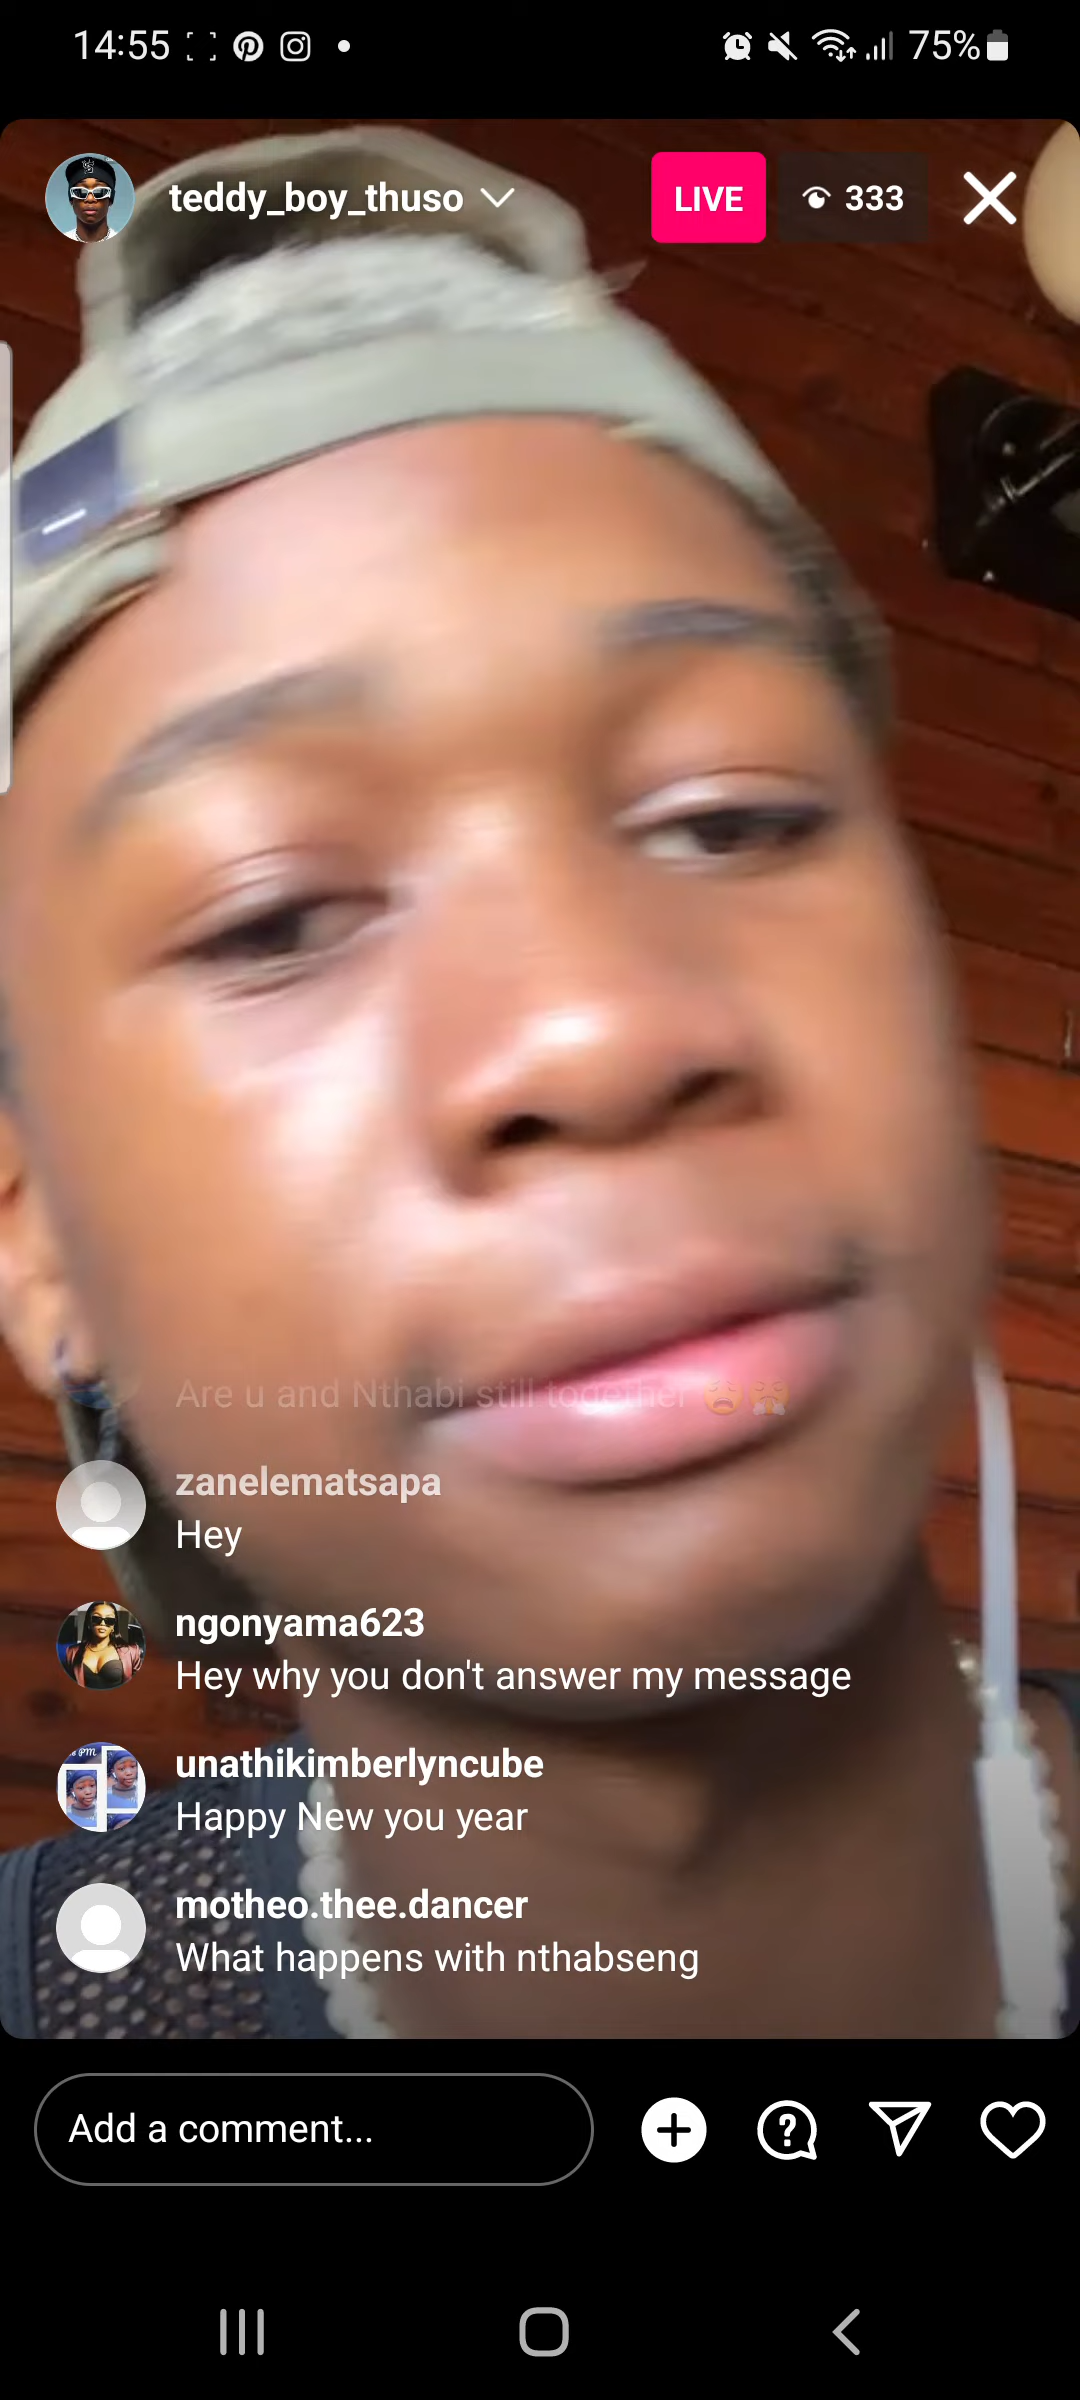 14:55
75%
teddy_boy_thuso
LIVE
333
Are u and Nthabi still together 😩😤
zanelematsapa
Hey
ngonyama623
Hey why you don't answer my message
unathikimberlyncube
Happy New you year
motheo.thee.dancer
What happens with nthabseng
Add a comment...